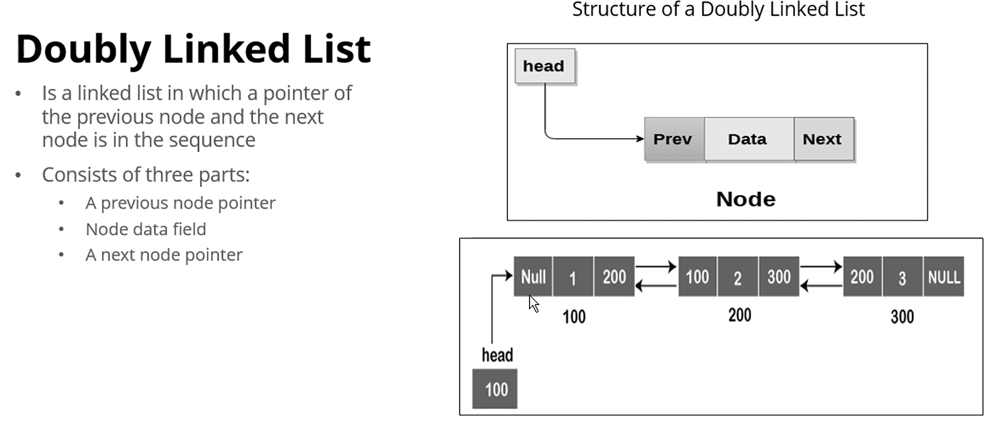 Structure of a Doubly Linked List
Doubly Linked List
• Is a linked list in which a pointer of
the previous node and the next
node is in the sequence
• Consists of three parts:
• A previous node pointer
• Node data field
• A next node pointer
head
Prev Data Next
Node
Null 1 200 100 2 300 200 3 NULL
100 200 300
head
100